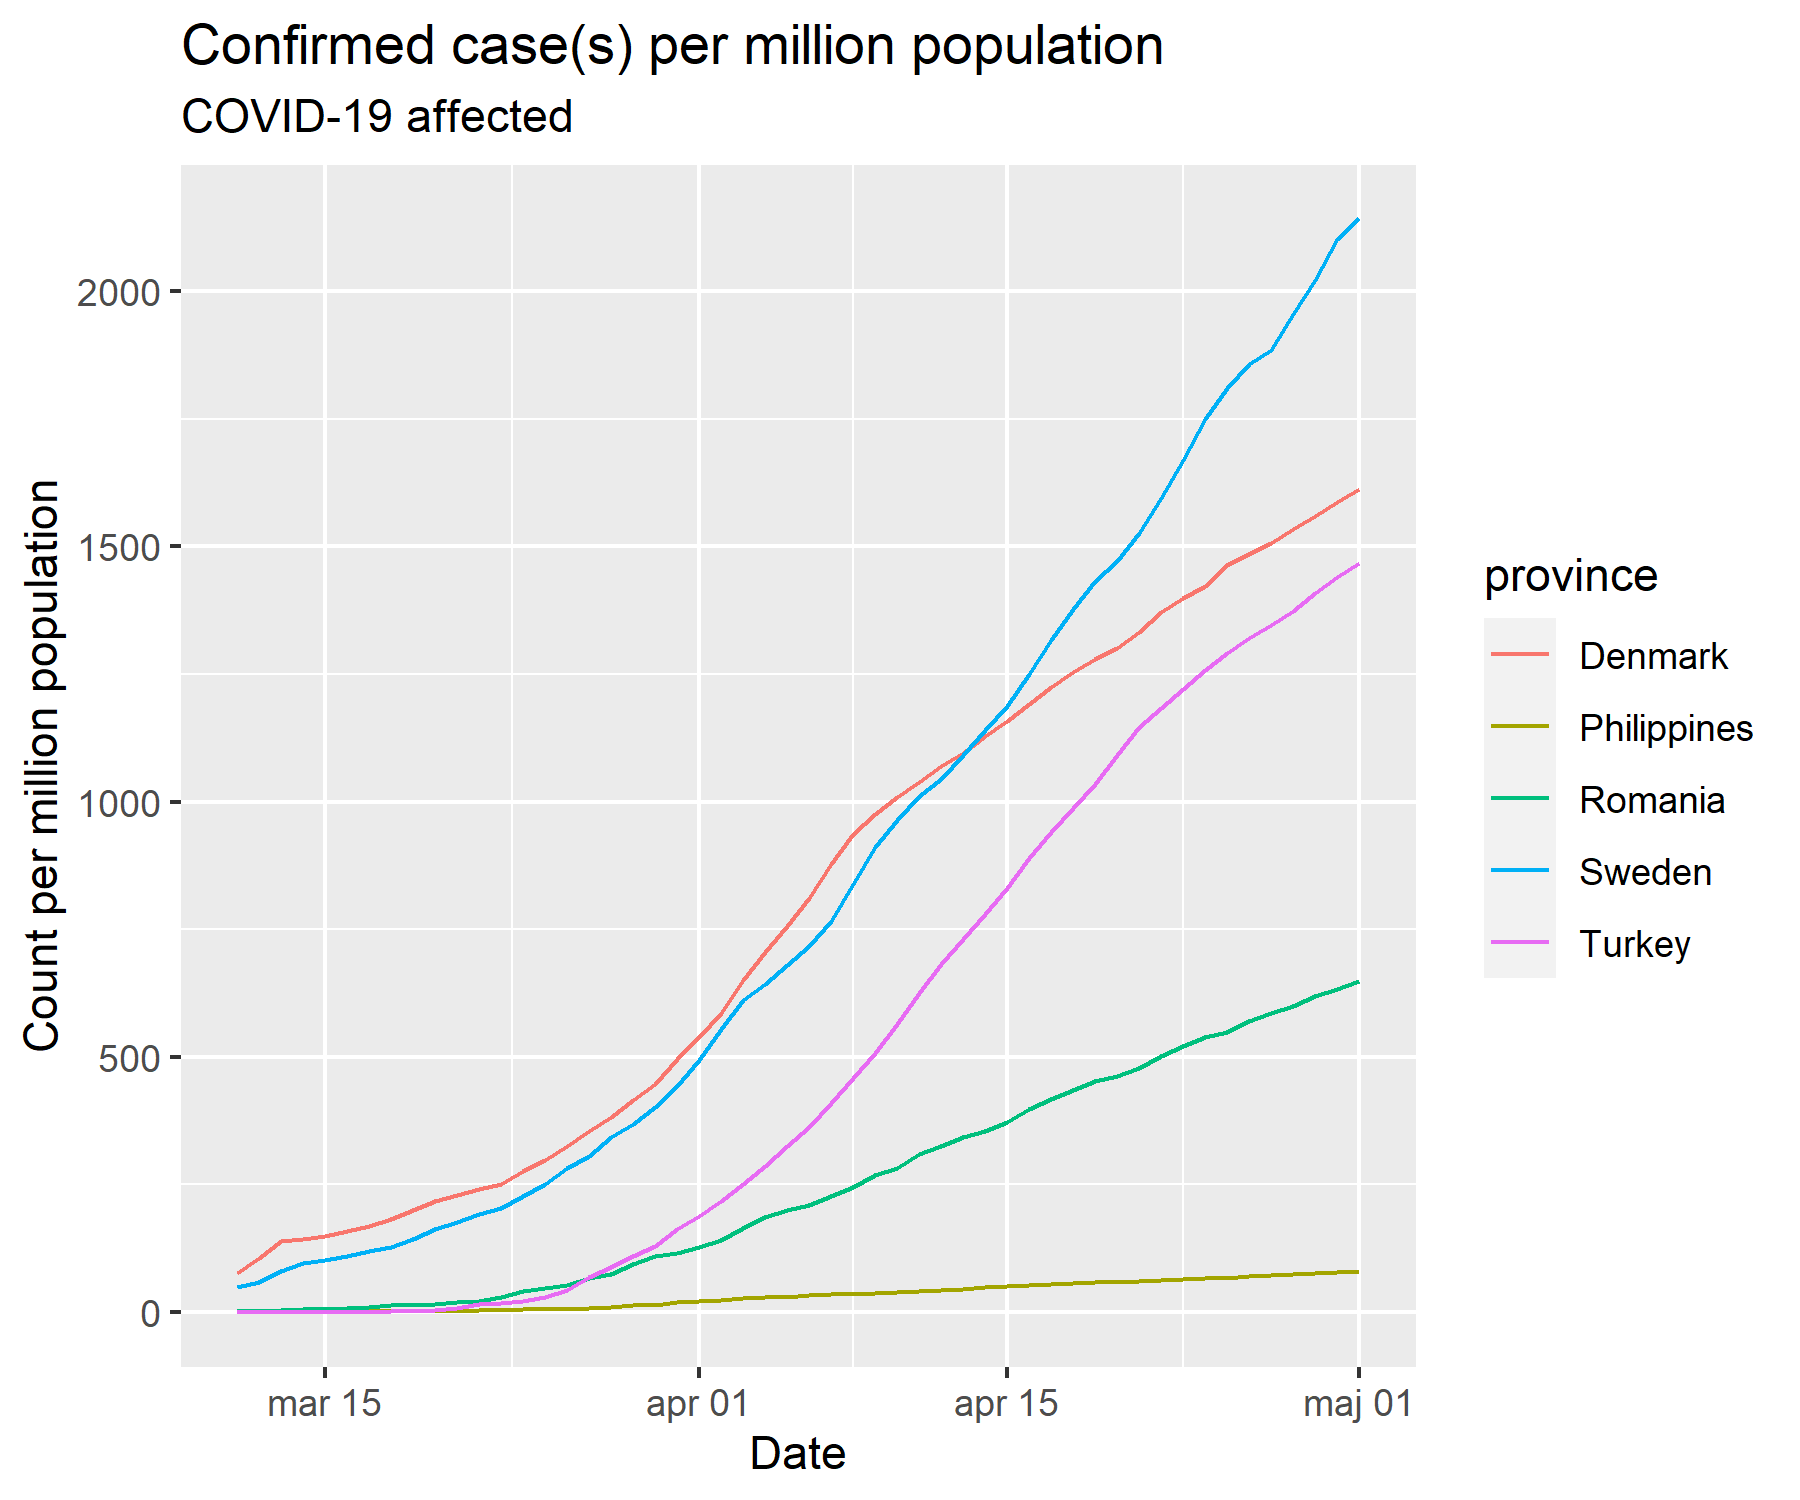 Confirmed case(s) per million population
COVID-19 affected
Count per million population
2000
1500
1000
500
0
mar 15
apr 01
apr 15
maj 01
Date
province
Denmark
Philippines
Romania
Sweden
Turkey